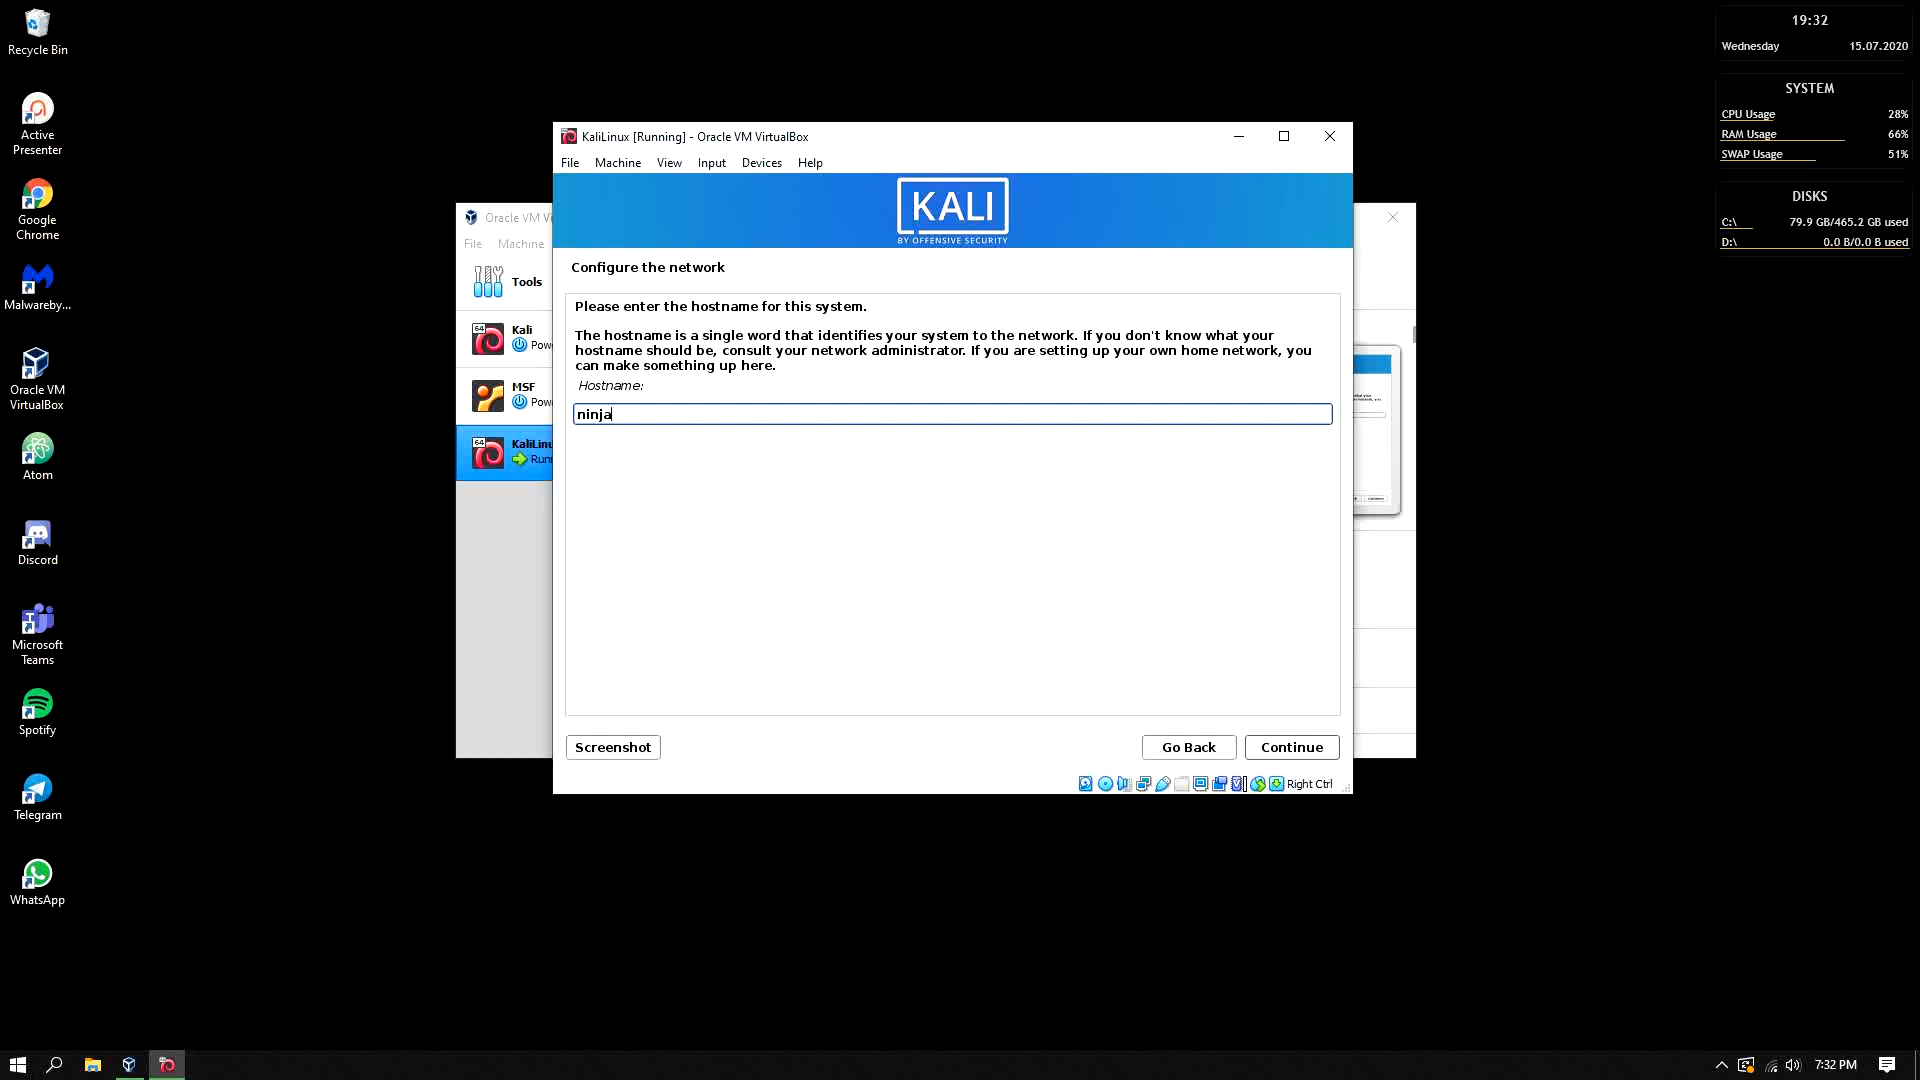 Recycle Bin
Active
Presenter
Google
Chrome
Malwareby...
Oracle VM
VirtualBox
Atom
Discord
Microsoft
Teams
Spotify
Telegram
WhatsApp
Oracle VM Vi
File Machine
Tools
64
Kali
Pow
MSF
Pow
64
KaliLinu
Runn
KaliLinux [Running] - Oracle VM VirtualBox
File Machine View Input Devices Help
KALI
BY OFFENSIVE SECURITY
Configure the network
Please enter the hostname for this system.
The hostname is a single word that identifies your system to the network. If you don't know what your
hostname should be, consult your network administrator. If you are setting up your own home network, you
can make something up here.
Hostname:
ninja
Screenshot Go Back Continue
Right Ctrl
19:32
Wednesday 15.07.2020
SYSTEM
CPU Usage 28%
RAM Usage 66%
SWAP Usage 51%
DISKS
C:\ 79.9 GB/465.2 GB used
D:\ 0.0 B/0.0 B used
7:32 PM